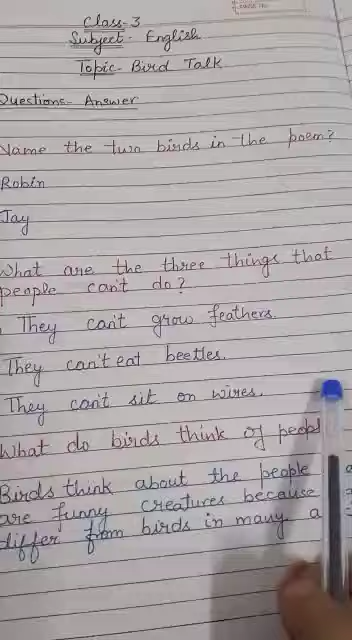 Class-3
Subject- English
Topic- Bird Talk
Questions- Answer
Name the two birds in the poem?
Robin
Jay
What are the three things that
people can't do?
They can't grow feathers.
They can't eat beetles.
They can't sit on wires.
What do birds think of
Birds think about the people
are funny creatures because
differ from birds in many